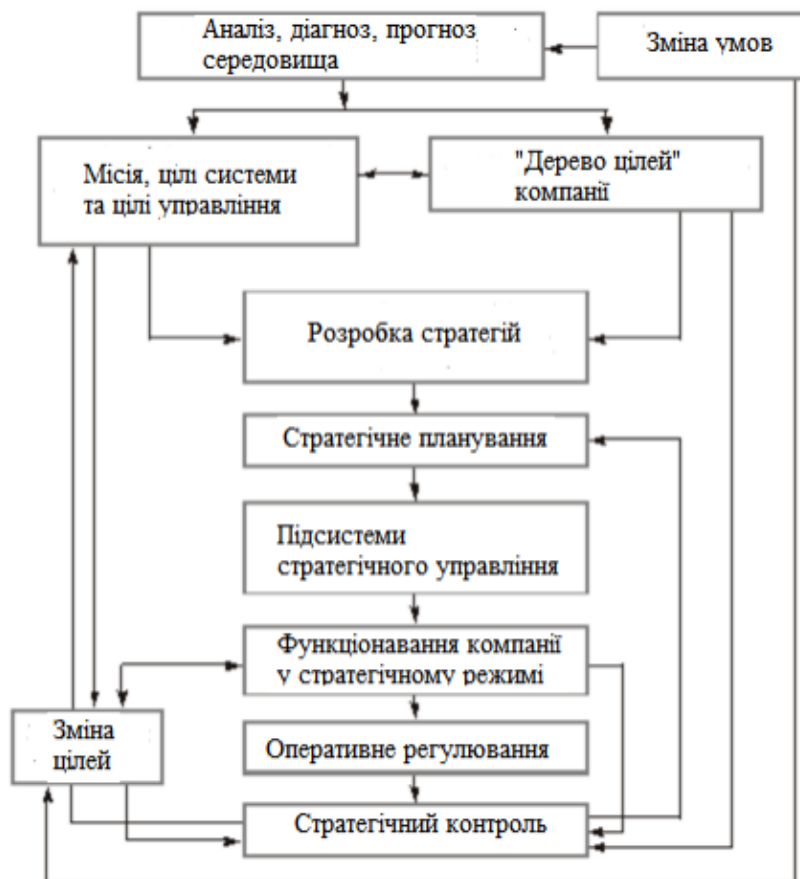 Аналіз, діагноз, прогноз
середовища
Зміна умов
Місія, цілі системи
та цілі управління
"Дерево цілей"
компанії
Розробка стратегій
Стратегічне планування
Підсистеми
стратегічного управління
Функціонавання компанії
у стратегічному режимі
Зміна
цілей
Оперативне регулювання
Стратегічний контроль